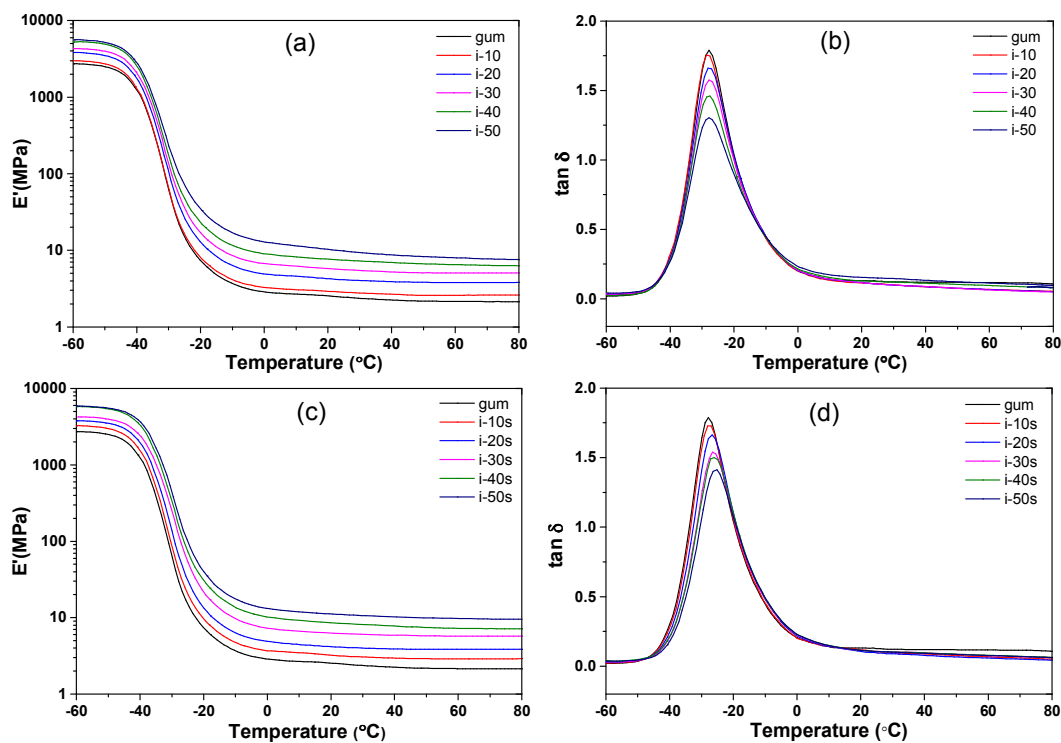 (a)
gum
i-10
i-20
i-30
i-40
i-50
10000
1000
100
10
1
E'(MPa)
-60 -40 -20 0 20 40 60 80
Temperature (°C)
(b)
gum
i-10
i-20
i-30
i-40
i-50
2.0
1.5
1.0
0.5
0.0
tan δ
-60 -40 -20 0 20 40 60 80
Temperature (°C)
(c)
gum
i-10s
i-20s
i-30s
i-40s
i-50s
10000
1000
100
10
1
E'(MPa)
-60 -40 -20 0 20 40 60 80
Temperature (°C)
(d)
gum
i-10s
i-20s
i-30s
i-40s
i-50s
2.0
1.5
1.0
0.5
0.0
tan δ
-60 -40 -20 0 20 40 60 80
Temperature (◦C)